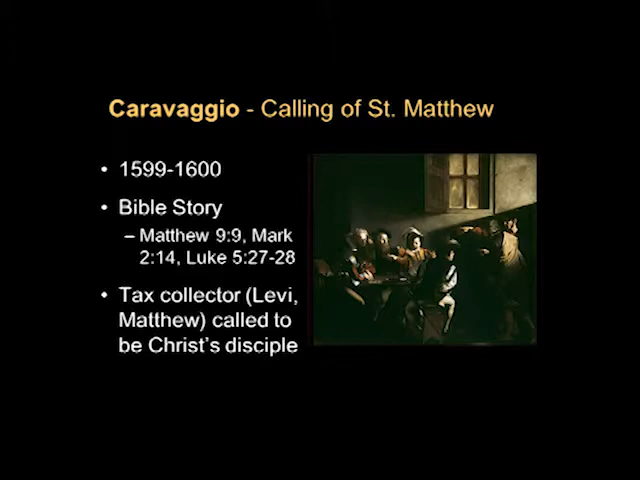 Caravaggio - Calling of St. Matthew
• 1599-1600
• Bible Story
– Matthew 9:9, Mark
2:14, Luke 5:27-28
• Tax collector (Levi,
Matthew) called to
be Christ's disciple